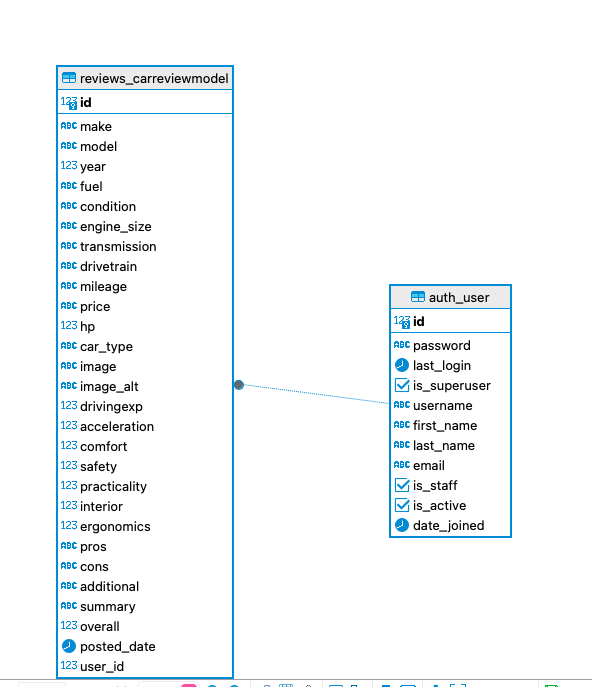 reviews_carreviewmodel
123 id
ABC make
ABC model
123 year
ABC fuel
ABC condition
ABC engine_size
ABC transmission
ABC drivetrain
ABC mileage
ABC price
123 hp
ABC car_type
ABC image
ABC image_alt
123 drivingexp
123 acceleration
123 comfort
123 safety
123 practicality
123 interior
123 ergonomics
ABC pros
ABC cons
ABC additional
ABC summary
123 overall
posted_date
123 user_id
auth_user
123 id
ABC password
last_login
is_superuser
ABC username
ABC first_name
ABC last_name
ABC email
is_staff
is_active
date_joined